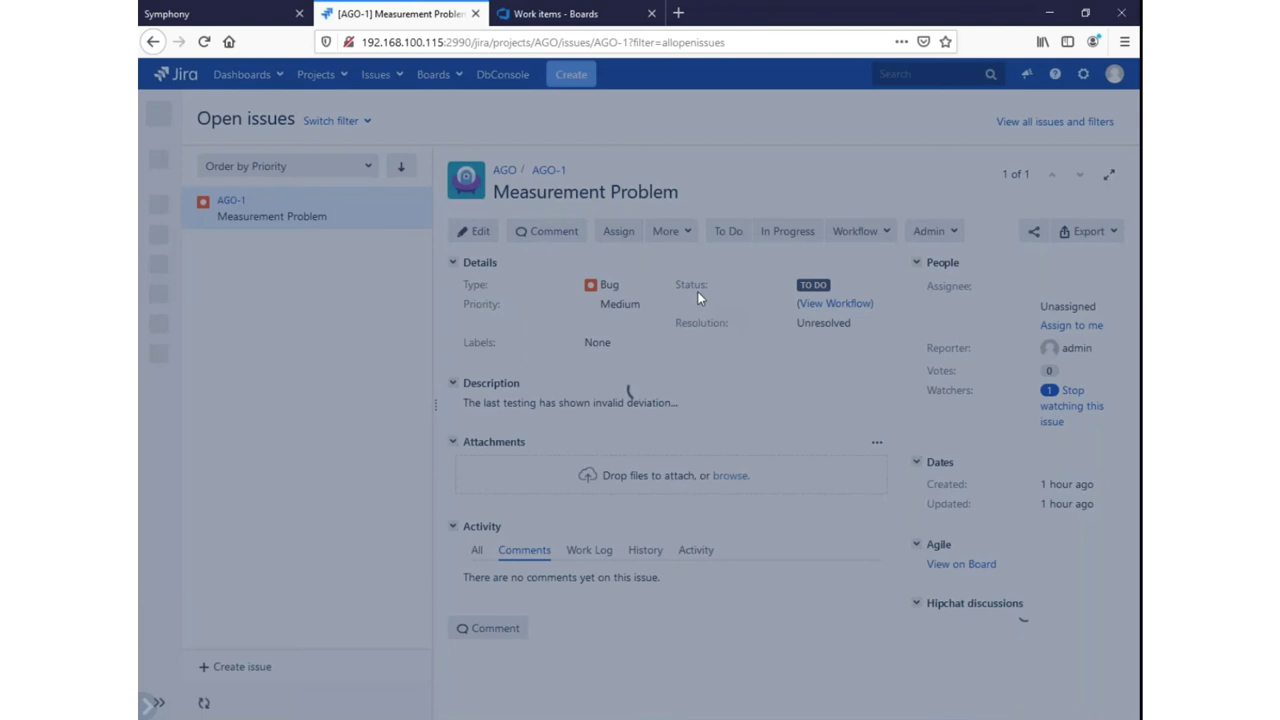 Symphony
[AGO-1] Measurement Problem
Work items - Boards
192.168.100.115:2990/jira/projects/AGO/issues/AGO-1?filter=allopenissues
Jira
Dashboards
Projects
Issues
Boards
DbConsole
Create
Search
Open issues
Switch filter
View all issues and filters
Order by Priority
AGO-1
Measurement Problem
AGO / AGO-1
Measurement Problem
1 of 1
Edit
Comment
Assign
More
To Do
In Progress
Workflow
Admin
Export
Details
Type: Bug
Priority: Medium
Labels: None
Status: TO DO
(View Workflow)
Resolution: Unresolved
Description
The last testing has shown invalid deviation...
Attachments
Drop files to attach, or browse.
Activity
All Comments Work Log History Activity
There are no comments yet on this issue.
Comment
People
Assignee:
Unassigned
Assign to me
Reporter: admin
Votes: 0
Watchers: 1 Stop
watching this
issue
Dates
Created: 1 hour ago
Updated: 1 hour ago
Agile
View on Board
Hipchat discussions
+ Create issue